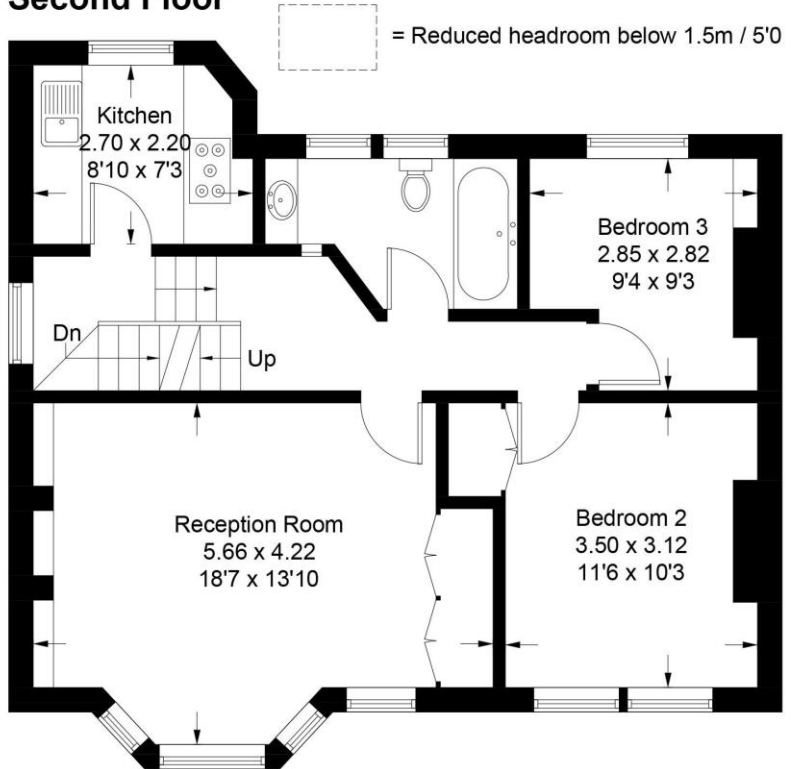 Second Floor
= Reduced headroom below 1.5m / 5'0
Kitchen
2.70 x 2.20
8'10 x 7'3
Bedroom 3
2.85 x 2.82
9'4 x 9'3
Dn
Up
Reception Room
5.66 x 4.22
18'7 x 13'10
Bedroom 2
3.50 x 3.12
11'6 x 10'3